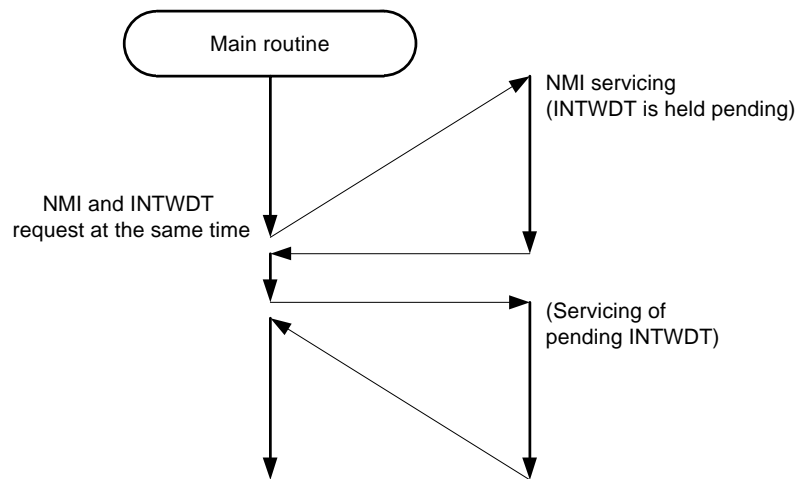 Main routine
NMI servicing
(INTWDT is held pending)
NMI and INTWDT
request at the same time
(Servicing of
pending INTWDT)